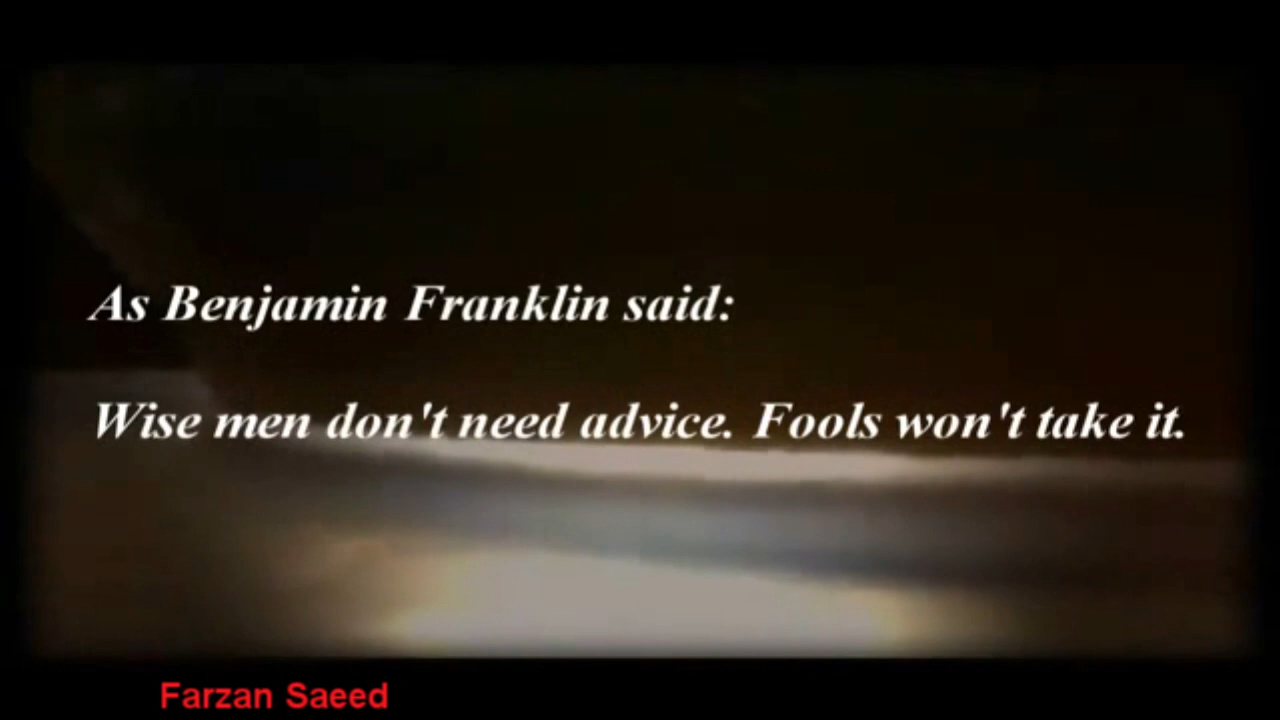 As Benjamin Franklin said:
Wise men don't need advice. Fools won't take it.
Farzan Saeed